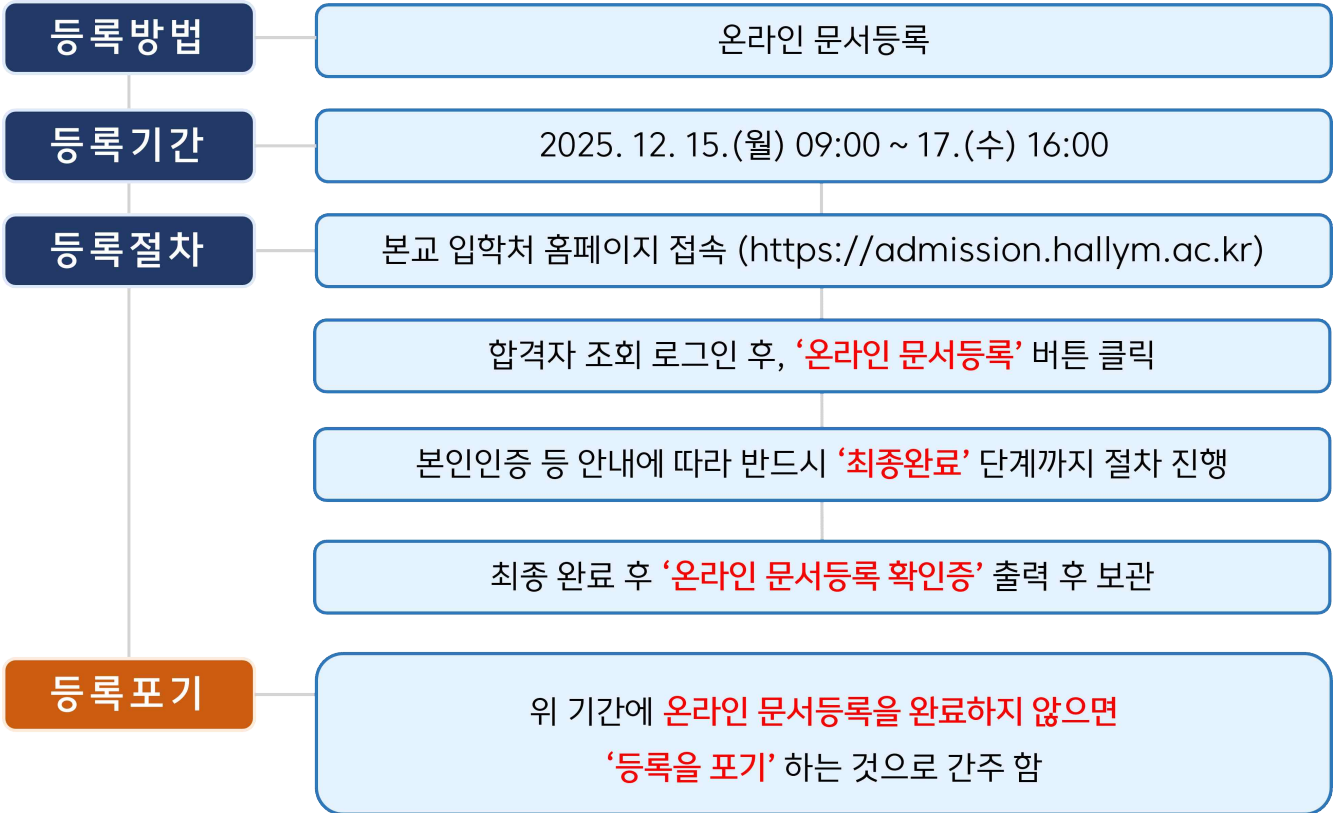 등록방법
온라인 문서등록
등록기간
2025. 12. 15.(월) 09:00 ~ 17.(수) 16:00
등록절차
본교 입학처 홈페이지 접속 (https://admission.hallym.ac.kr)
합격자 조회 로그인 후, ‘온라인 문서등록’ 버튼 클릭
본인인증 등 안내에 따라 반드시 ‘최종완료’ 단계까지 절차 진행
최종 완료 후 ‘온라인 문서등록 확인증’ 출력 후 보관
등록포기
위 기간에 온라인 문서등록을 완료하지 않으면
‘등록을 포기’ 하는 것으로 간주 함